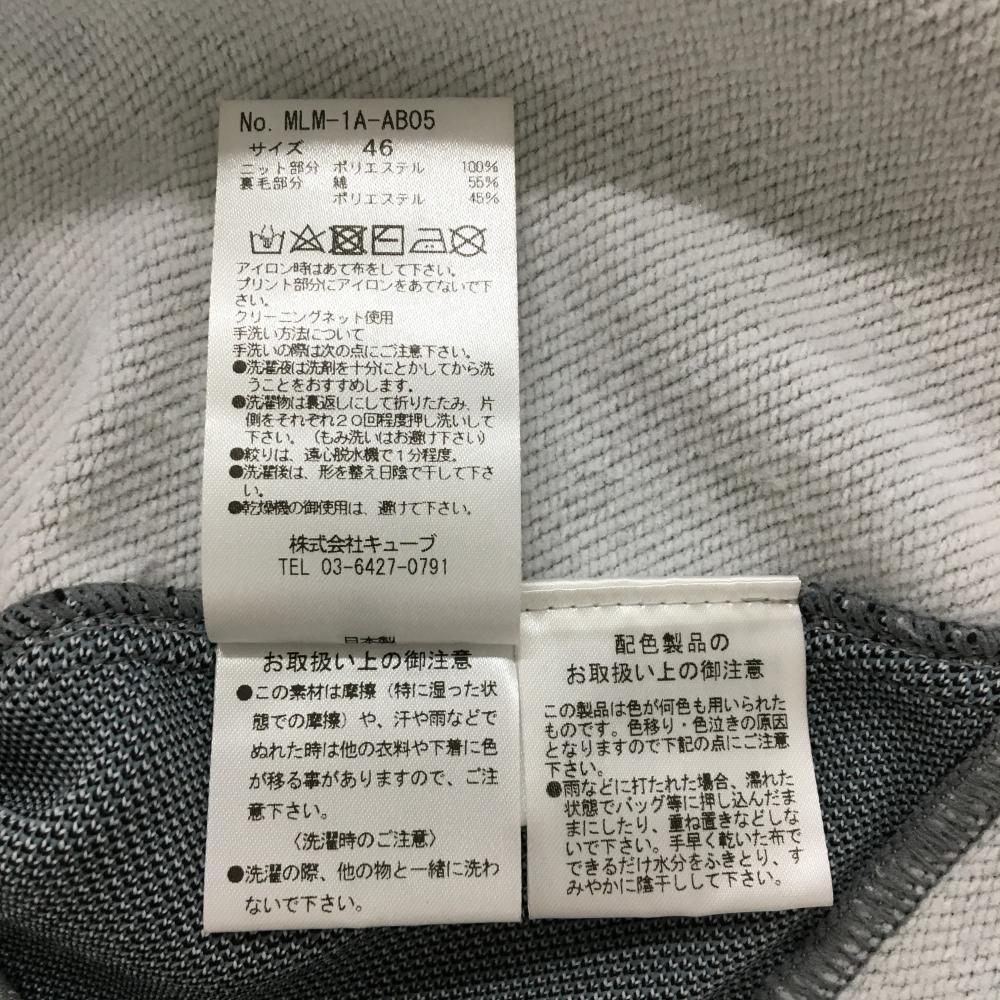 No. MLM-1A-AB05
サイズ 46
ニット部分 ポリエステル 100%
裏毛部分 綿 55%
ポリエステル 45%
アイロン時はあて布をして下さい。
プリント部分にアイロンをあてないで下
さい。
クリーニングネット使用
手洗い方法について
手洗いの際は次の点にご注意下さい。
●洗濯液は洗剤を十分にとかしてから洗
うことをおすすめします。
●洗濯物は裏返しにして折りたたみ、片
側をそれぞれ20回程度押し洗いして
下さい。(もみ洗いはお避け下さい)
●絞りは、遠心脱水機で1分程度。
●洗濯後は、形を整え日陰で干して下さ
い。
●乾燥機の御使用は、避けて下さい。
株式会社キューブ
TEL 03-6427-0791
日本製
お取扱い上の御注意
●この素材は摩擦(特に湿った状
態での摩擦)や、汗や雨などで
ぬれた時は他の衣料や下着に色
が移る事がありますので、ご注
意下さい。
〈洗濯時のご注意〉
●洗濯の際、他の物と一緒に洗わ
ないで下さい。
配色製品の
お取扱い上の御注意
この製品は色が何色も用いられた
ものです。色移り・色泣きの原因
となりますので下記の点にご注意
下さい。
●雨などに打たれた場合、濡れた
状態でバッグ等に押し込んだま
まにしたり、重ね置きなどしな
いで下さい。手早く乾いた布で
できるだけ水分をふきとり、す
みやかに陰干しして下さい。